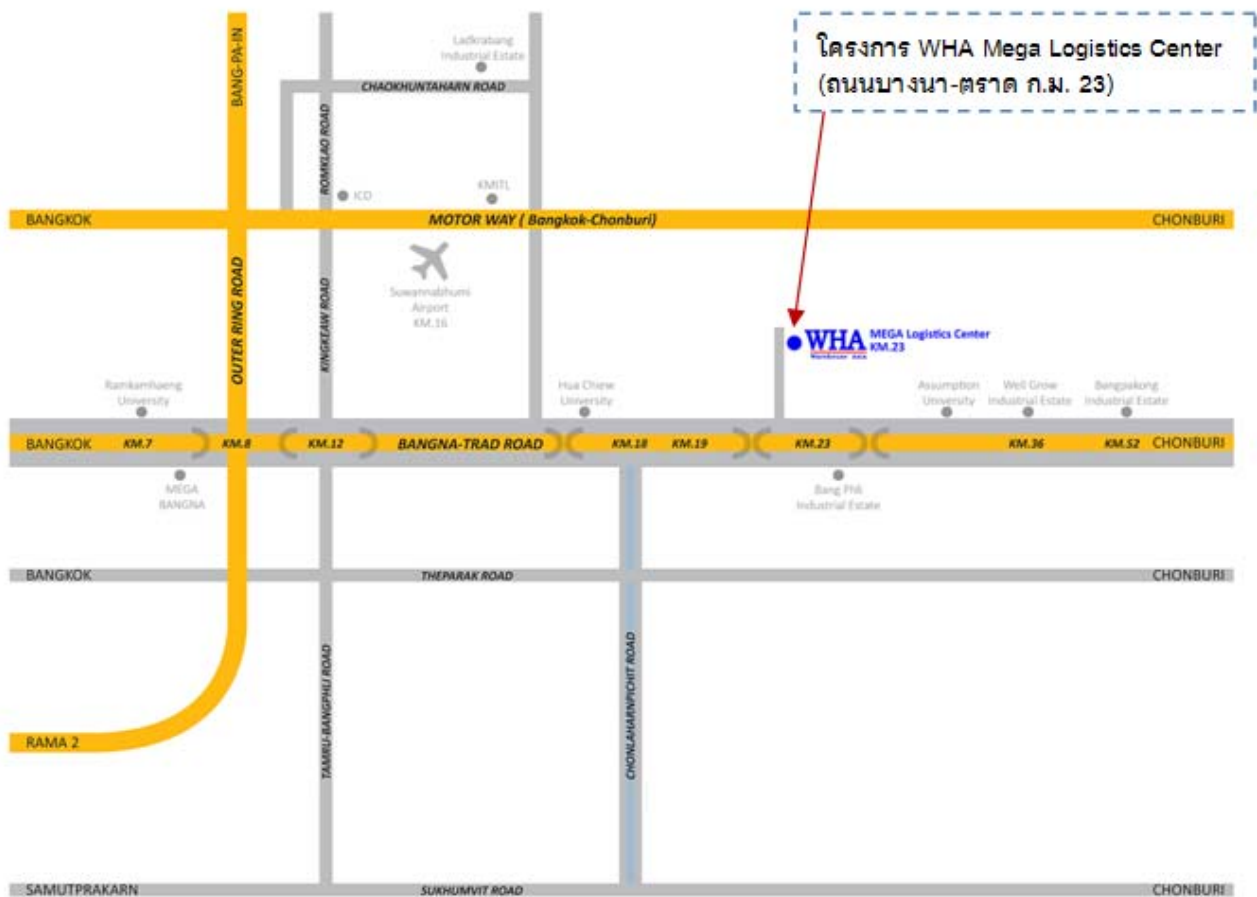 โครงการ WHA Mega Logistics Center
(ถนนบางนา-ตราด ก.ม. 23)
BANG-PA-IN
Ladkrabang
Industrial Estate
CHAOKHUNTAHARN ROAD
ROMKLAO ROAD
ICD
KMITL
BANGKOK
MOTOR WAY ( Bangkok-Chonburi)
CHONBURI
OUTER RING ROAD
KINGKEAW ROAD
Suwannabhumi
Airport
KM.16
WHA
MEGA Logistics Center
KM.23
Ramkamhaeng
University
Hua Chiew
University
Assumption
University
Well Grow
Industrial Estate
Bangpakong
Industrial Estate
BANGKOK
KM.7
KM.8
KM.12
BANGNA-TRAD ROAD
KM.18
KM.19
KM.23
KM.36
KM.52
CHONBURI
MEGA
BANGNA
Bang Phli
Industrial Estate
BANGKOK
THEPARAK ROAD
CHONBURI
TAMRU-BANGPHLI ROAD
CHONLAHARNPICHIT ROAD
RAMA 2
SAMUTPRAKARN
SUKHUMVIT ROAD
CHONBURI